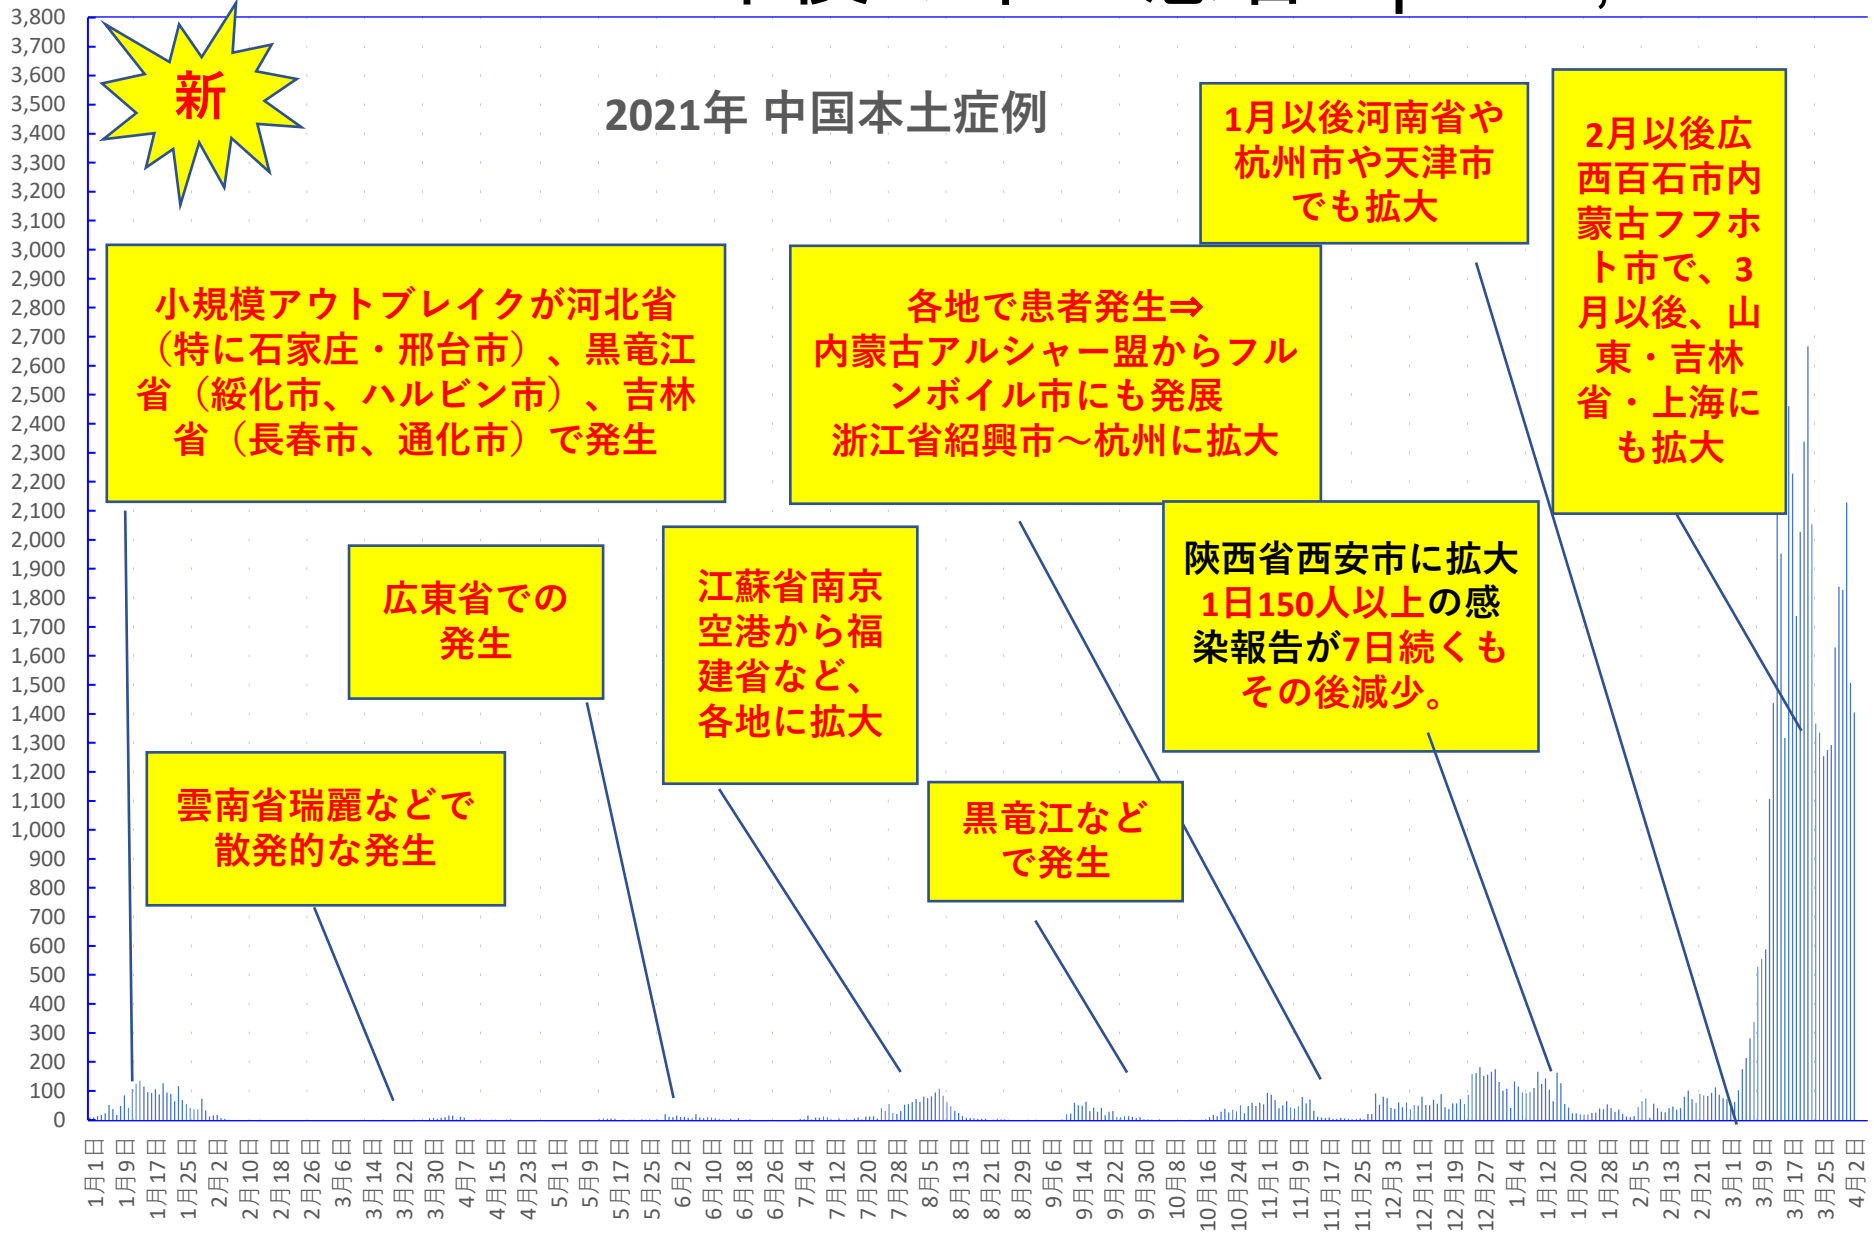 新
2021年 中国本土症例
1月以後河南省や
杭州市や天津市
でも拡大
2月以後広
西百石市内
蒙古フフホ
ト市で、3
月以後、山
東・吉林
省・上海に
も拡大
小規模アウトブレイクが河北省
（特に石家庄・邢台市）、黒竜江
省（綏化市、ハルビン市）、吉林
省（長春市、通化市）で発生
各地で患者発生⇒
内蒙古アルシャー盟からフル
ンボイル市にも発展
浙江省紹興市～杭州に拡大
陝西省西安市に拡大
1日150人以上の感
染報告が7日続くも
その後減少。
広東省での
発生
江蘇省南京
空港から福
建省など、
各地に拡大
雲南省瑞麗などで
散発的な発生
黒竜江など
で発生
3,800
3,700
3,600
3,500
3,400
3,300
3,200
3,100
3,000
2,900
2,800
2,700
2,600
2,500
2,400
2,300
2,200
2,100
2,000
1,900
1,800
1,700
1,600
1,500
1,400
1,300
1,200
1,100
1,000
900
800
700
600
500
400
300
200
100
0
1月1日
1月9日
1月17日
1月25日
2月2日
2月10日
2月18日
2月26日
3月6日
3月14日
3月22日
3月30日
4月7日
4月15日
4月23日
5月1日
5月9日
5月17日
5月25日
6月2日
6月10日
6月18日
6月26日
7月4日
7月12日
7月20日
7月28日
8月5日
8月13日
8月21日
8月29日
9月6日
9月14日
9月22日
9月30日
10月8日
10月16日
10月24日
11月1日
11月9日
11月17日
11月25日
12月3日
12月11日
12月19日
12月27日
1月4日
1月12日
1月20日
1月28日
2月5日
2月13日
2月21日
3月1日
3月9日
3月17日
3月25日
4月2日